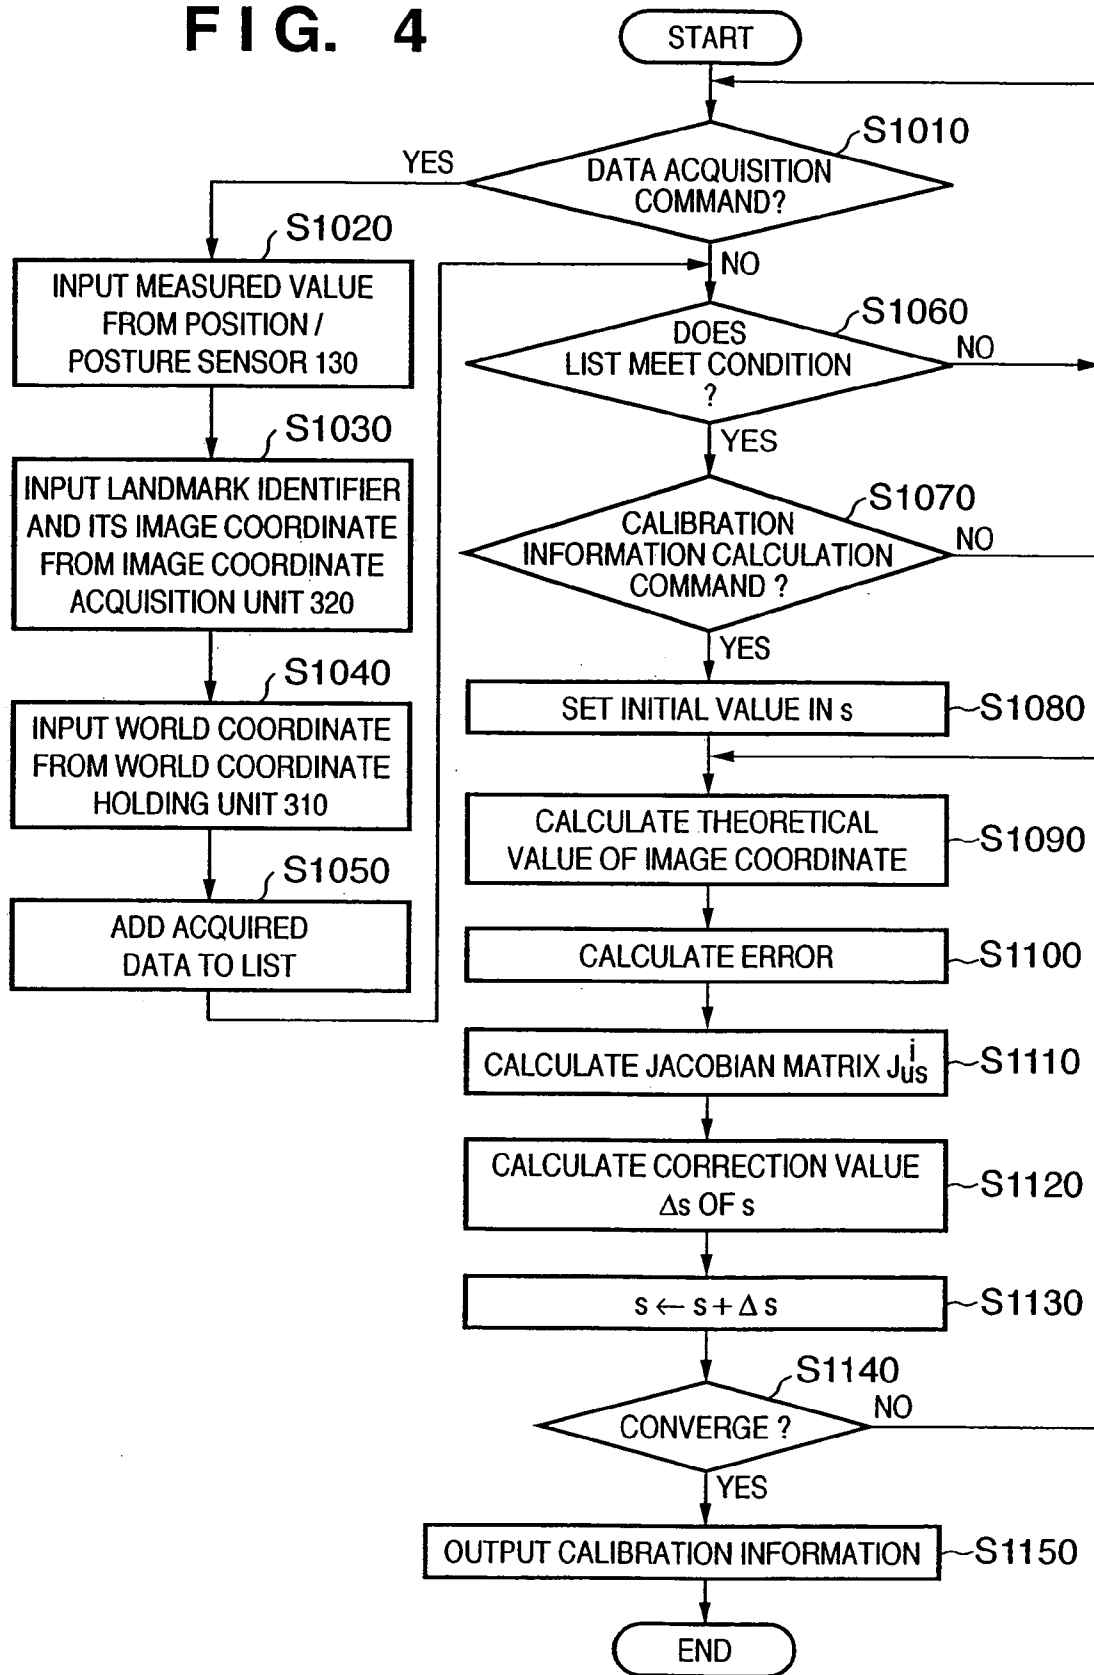 FIG. 4
START
S1010
DATA ACQUISITION
COMMAND?
YES
NO
S1020
INPUT MEASURED VALUE
FROM POSITION /
POSTURE SENSOR 130
S1030
INPUT LANDMARK IDENTIFIER
AND ITS IMAGE COORDINATE
FROM IMAGE COORDINATE
ACQUISITION UNIT 320
S1040
INPUT WORLD COORDINATE
FROM WORLD COORDINATE
HOLDING UNIT 310
S1050
ADD ACQUIRED
DATA TO LIST
S1060
DOES
LIST MEET CONDITION
?
NO
YES
S1070
CALIBRATION
INFORMATION CALCULATION
COMMAND ?
NO
YES
SET INITIAL VALUE IN s
S1080
CALCULATE THEORETICAL
VALUE OF IMAGE COORDINATE
S1090
CALCULATE ERROR
S1100
CALCULATE JACOBIAN MATRIX J_us^i
S1110
CALCULATE CORRECTION VALUE
Δs OF s
S1120
s ← s + Δ s
S1130
S1140
CONVERGE ?
NO
YES
OUTPUT CALIBRATION INFORMATION
S1150
END